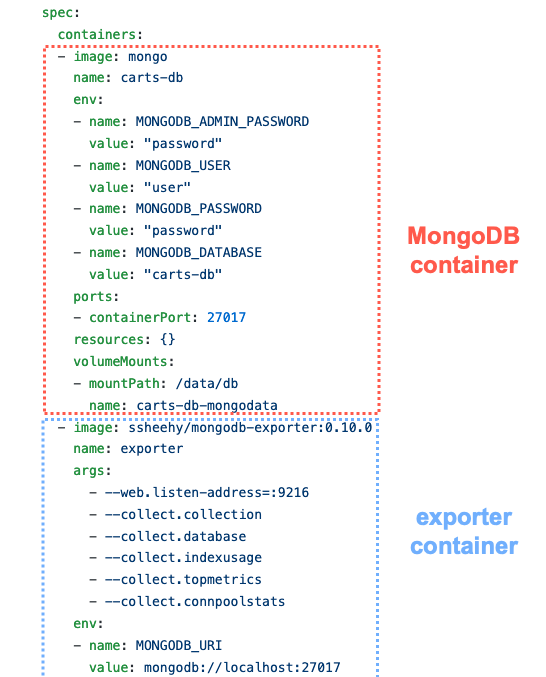 spec:
containers:
- image: mongo
name: carts-db
env:
- name: MONGODB_ADMIN_PASSWORD
value: "password"
- name: MONGODB_USER
value: "user"
- name: MONGODB_PASSWORD
value: "password"
- name: MONGODB_DATABASE
value: "carts-db"
ports:
- containerPort: 27017
resources: {}
volumeMounts:
- mountPath: /data/db
name: carts-db-mongodata
MongoDB
container
- image: ssheehy/mongodb-exporter:0.10.0
name: exporter
args:
- --web.listen-address=:9216
- --collect.collection
- --collect.database
- --collect.indexusage
- --collect.topmetrics
- --collect.connpoolstats
env:
- name: MONGODB_URI
value: mongodb://localhost:27017
exporter
container